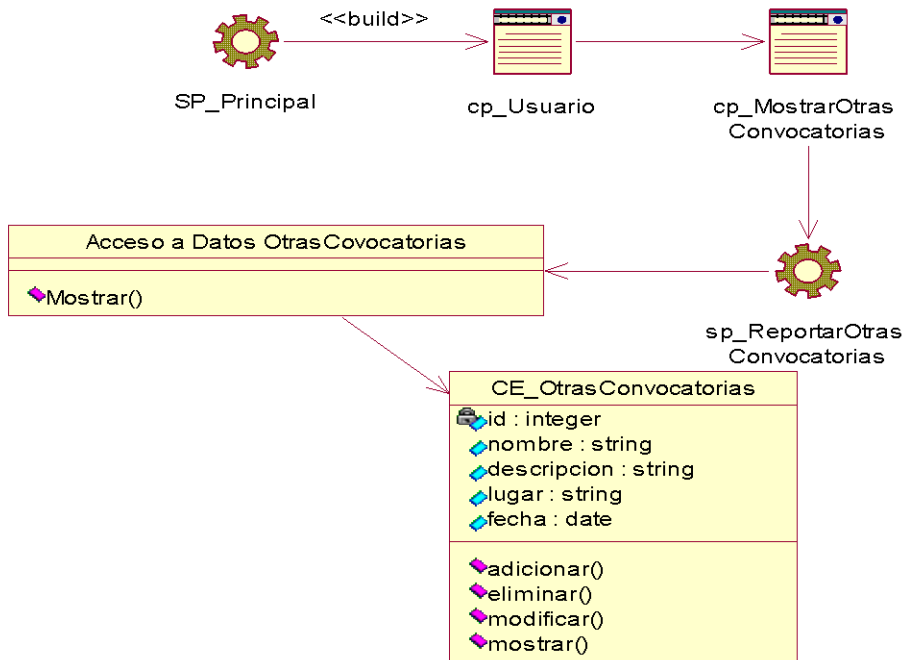 <<build>>
SP_Principal
cp_Usuario
cp_MostrarOtras
Convocatorias
Acceso a Datos OtrasCovocatorias
Mostrar()
sp_ReportarOtras
Convocatorias
CE_OtrasConvocatorias
id : integer
nombre : string
descripcion : string
lugar : string
fecha : date
adicionar()
eliminar()
modificar()
mostrar()